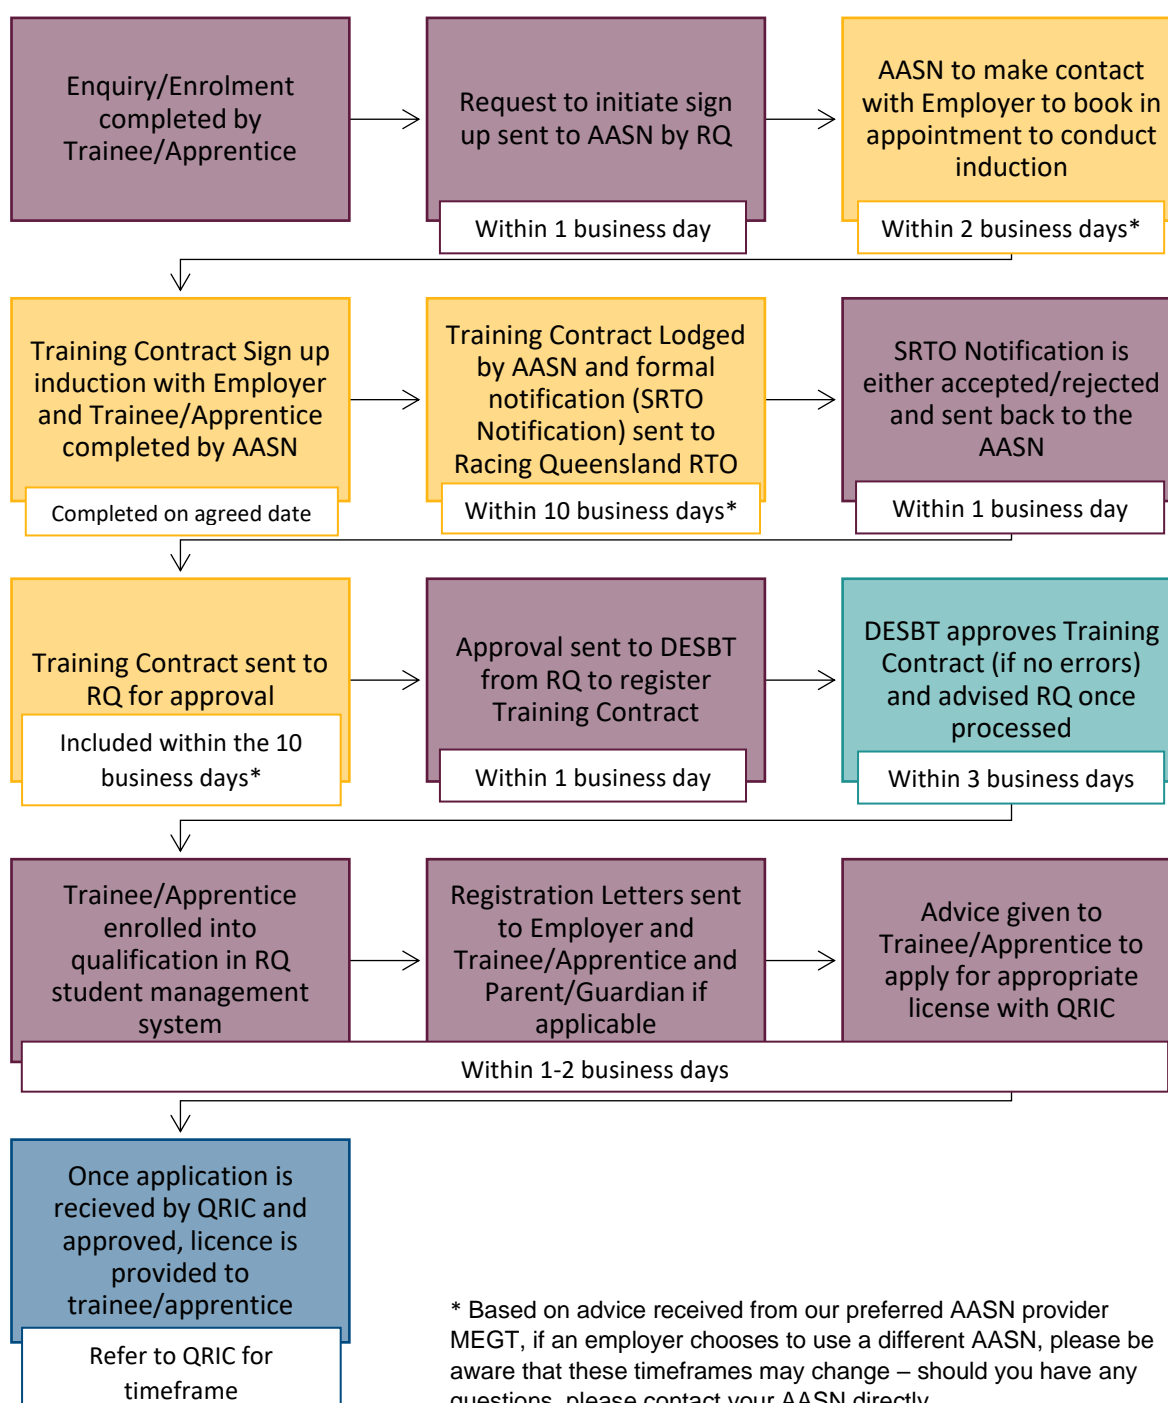 Enquiry/Enrolment
completed by
Trainee/Apprentice
Request to initiate sign
up sent to AASN by RQ
Within 1 business day
AASN to make contact
with Employer to book in
appointment to conduct
induction
Within 2 business days*
Training Contract Sign up
induction with Employer
and Trainee/Apprentice
completed by AASN
Completed on agreed date
Training Contract Lodged
by AASN and formal
notification (SRTO
Notification) sent to
Racing Queensland RTO
Within 10 business days*
SRTO Notification is
either accepted/rejected
and sent back to the
AASN
Within 1 business day
Training Contract sent to
RQ for approval
Included within the 10
business days*
Approval sent to DESBT
from RQ to register
Training Contract
Within 1 business day
DESBT approves Training
Contract (if no errors)
and advised RQ once
processed
Within 3 business days
Trainee/Apprentice
enrolled into
qualification in RQ
student management
system
Registration Letters sent
to Employer and
Trainee/Apprentice and
Parent/Guardian if
applicable
Advice given to
Trainee/Apprentice to
apply for appropriate
license with QRIC
Within 1-2 business days
Once application is
recieved by QRIC and
approved, licence is
provided to
trainee/apprentice
Refer to QRIC for
timeframe
* Based on advice received from our preferred AASN provider
MEGT, if an employer chooses to use a different AASN, please be
aware that these timeframes may change – should you have any
questions, please contact your AASN directly